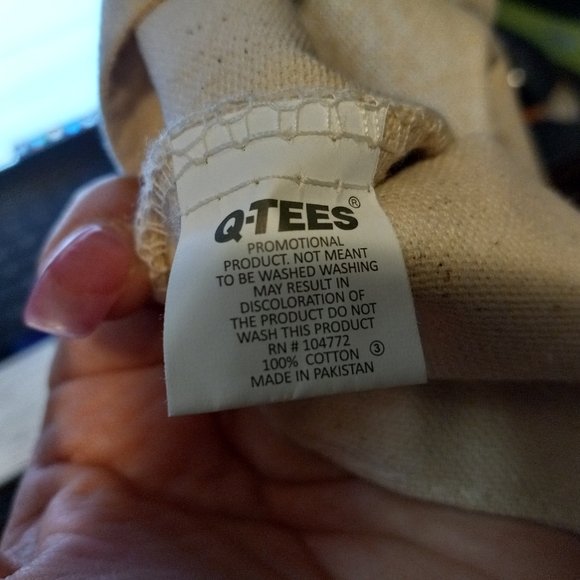 Q-TEES®
PROMOTIONAL
PRODUCT. NOT MEANT
TO BE WASHED WASHING
MAY RESULT IN
DISCOLORATION OF
THE PRODUCT DO NOT
WASH THIS PRODUCT
RN # 104772
100% COTTON ③
MADE IN PAKISTAN